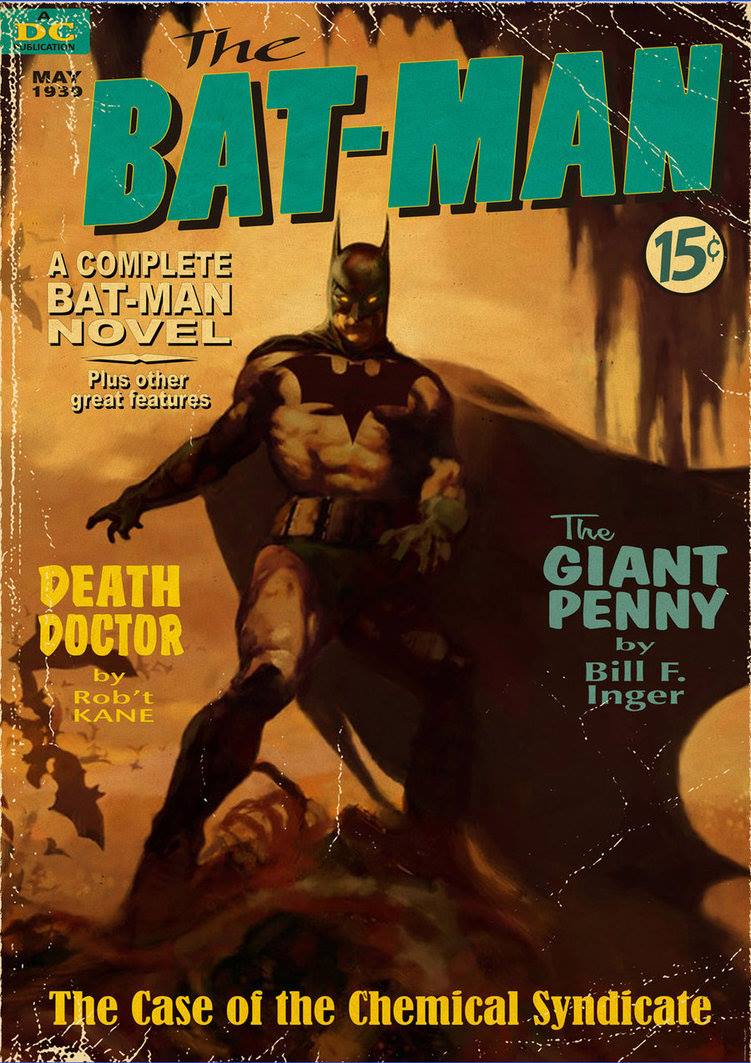 A
DC
PUBLICATION
MAY
1939
The
BAT-MAN
15¢
A COMPLETE
BAT-MAN
NOVEL
Plus other
great features
DEATH
DOCTOR
by
Rob't
KANE
The
GIANT
PENNY
by
Bill F.
Inger
The Case of the Chemical Syndicate